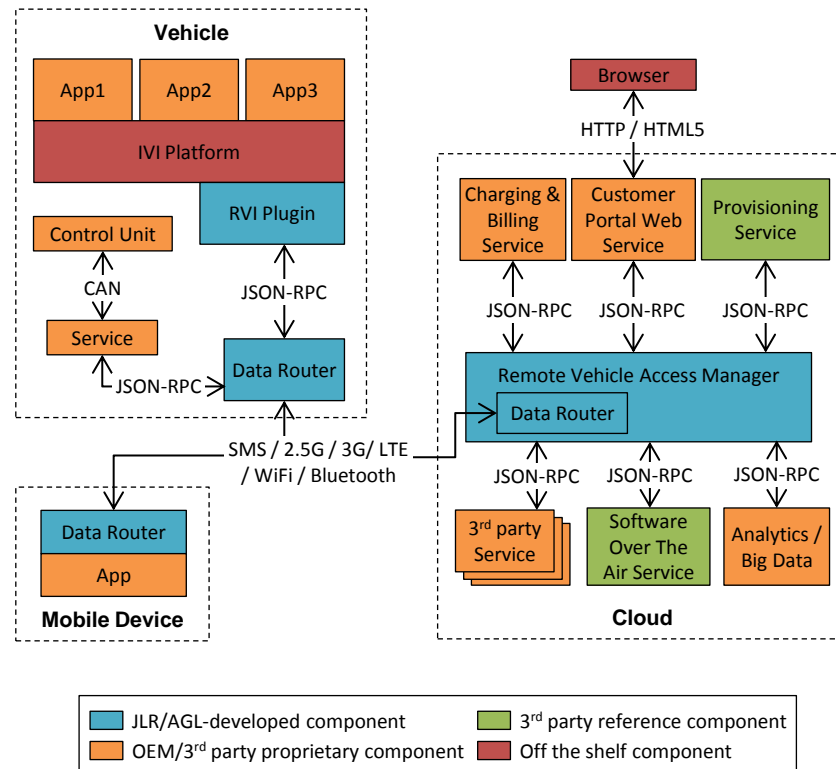 Vehicle
App1
App2
App3
IVI Platform
RVI Plugin
Control Unit
CAN
JSON-RPC
Service
Data Router
JSON-RPC
SMS / 2.5G / 3G/ LTE
/ WiFi / Bluetooth
Data Router
App
Mobile Device
Browser
HTTP / HTML5
Charging &
Billing
Service
Customer
Portal Web
Service
Provisioning
Service
JSON-RPC
JSON-RPC
JSON-RPC
Remote Vehicle Access Manager
Data Router
JSON-RPC
JSON-RPC
JSON-RPC
3rd party
Service
Software
Over The
Air Service
Analytics /
Big Data
Cloud
JLR/AGL-developed component
3rd party reference component
OEM/3rd party proprietary component
Off the shelf component